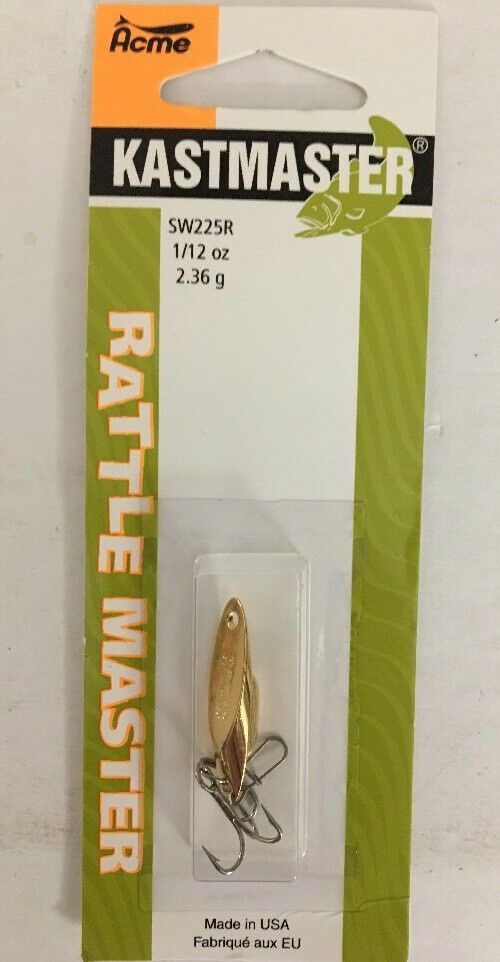 Acme
KASTMASTER®
SW225R
1/12 oz
2.36 g
RATTLE MASTER
Made in USA
Fabriqué aux EU